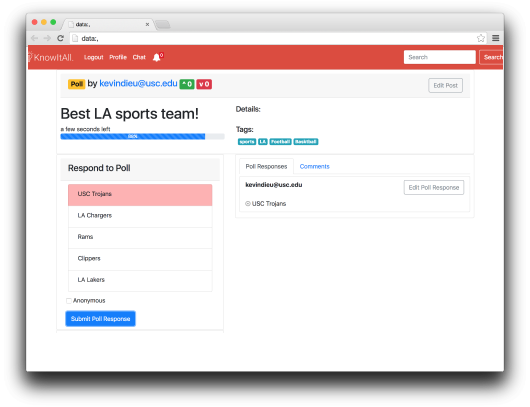 data:,
data:,
KnowItAll. Logout Profile Chat 0 Search Search
Poll by kevindieu@usc.edu ^ 0 v 0 Edit Post
Best LA sports team!
a few seconds left
Details:
Tags:
sports LA Football Basketball
Respond to Poll
USC Trojans
LA Chargers
Rams
Clippers
LA Lakers
Anonymous
Submit Poll Response
Poll Responses Comments
kevindieu@usc.edu Edit Poll Response
USC Trojans